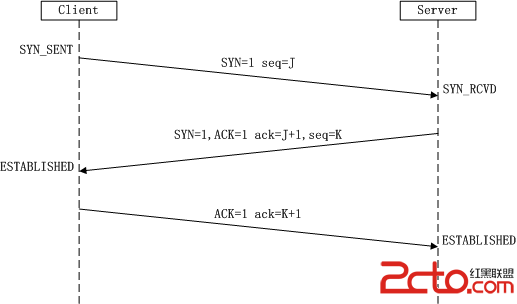 Client
Server
SYN_SENT
SYN=1 seq=J
SYN_RCVD
SYN=1,ACK=1 ack=J+1,seq=K
ESTABLISHED
ACK=1 ack=K+1
ESTABLISHED
2cto
红黑联盟
.com